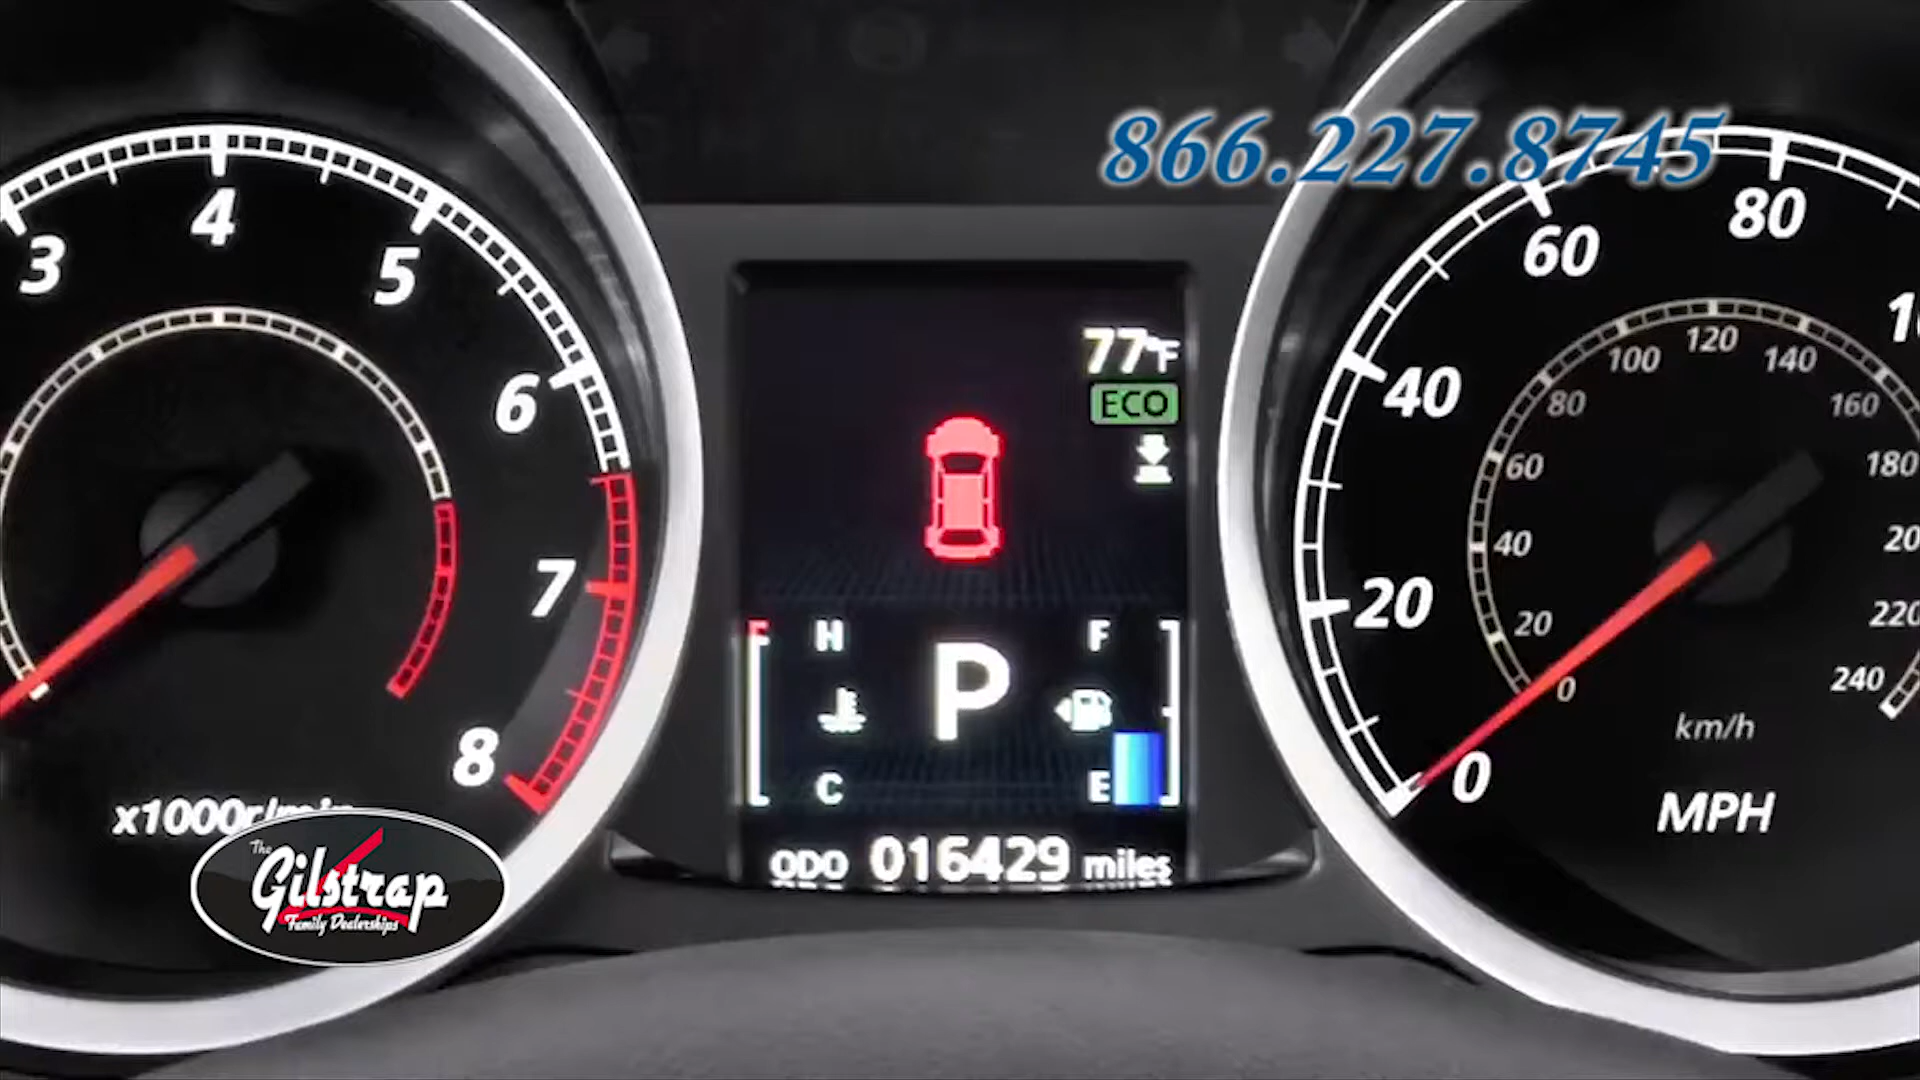 866.227.8745
3 4 5 6 7 8
x1000r/min
77°F
ECO
H F
P
C E
ODO 016429 miles
0 20 40 60 80
0 20 40 60 80 100 120 140 160 180 220 240
km/h
MPH
The
Gilstrap
Family Dealerships